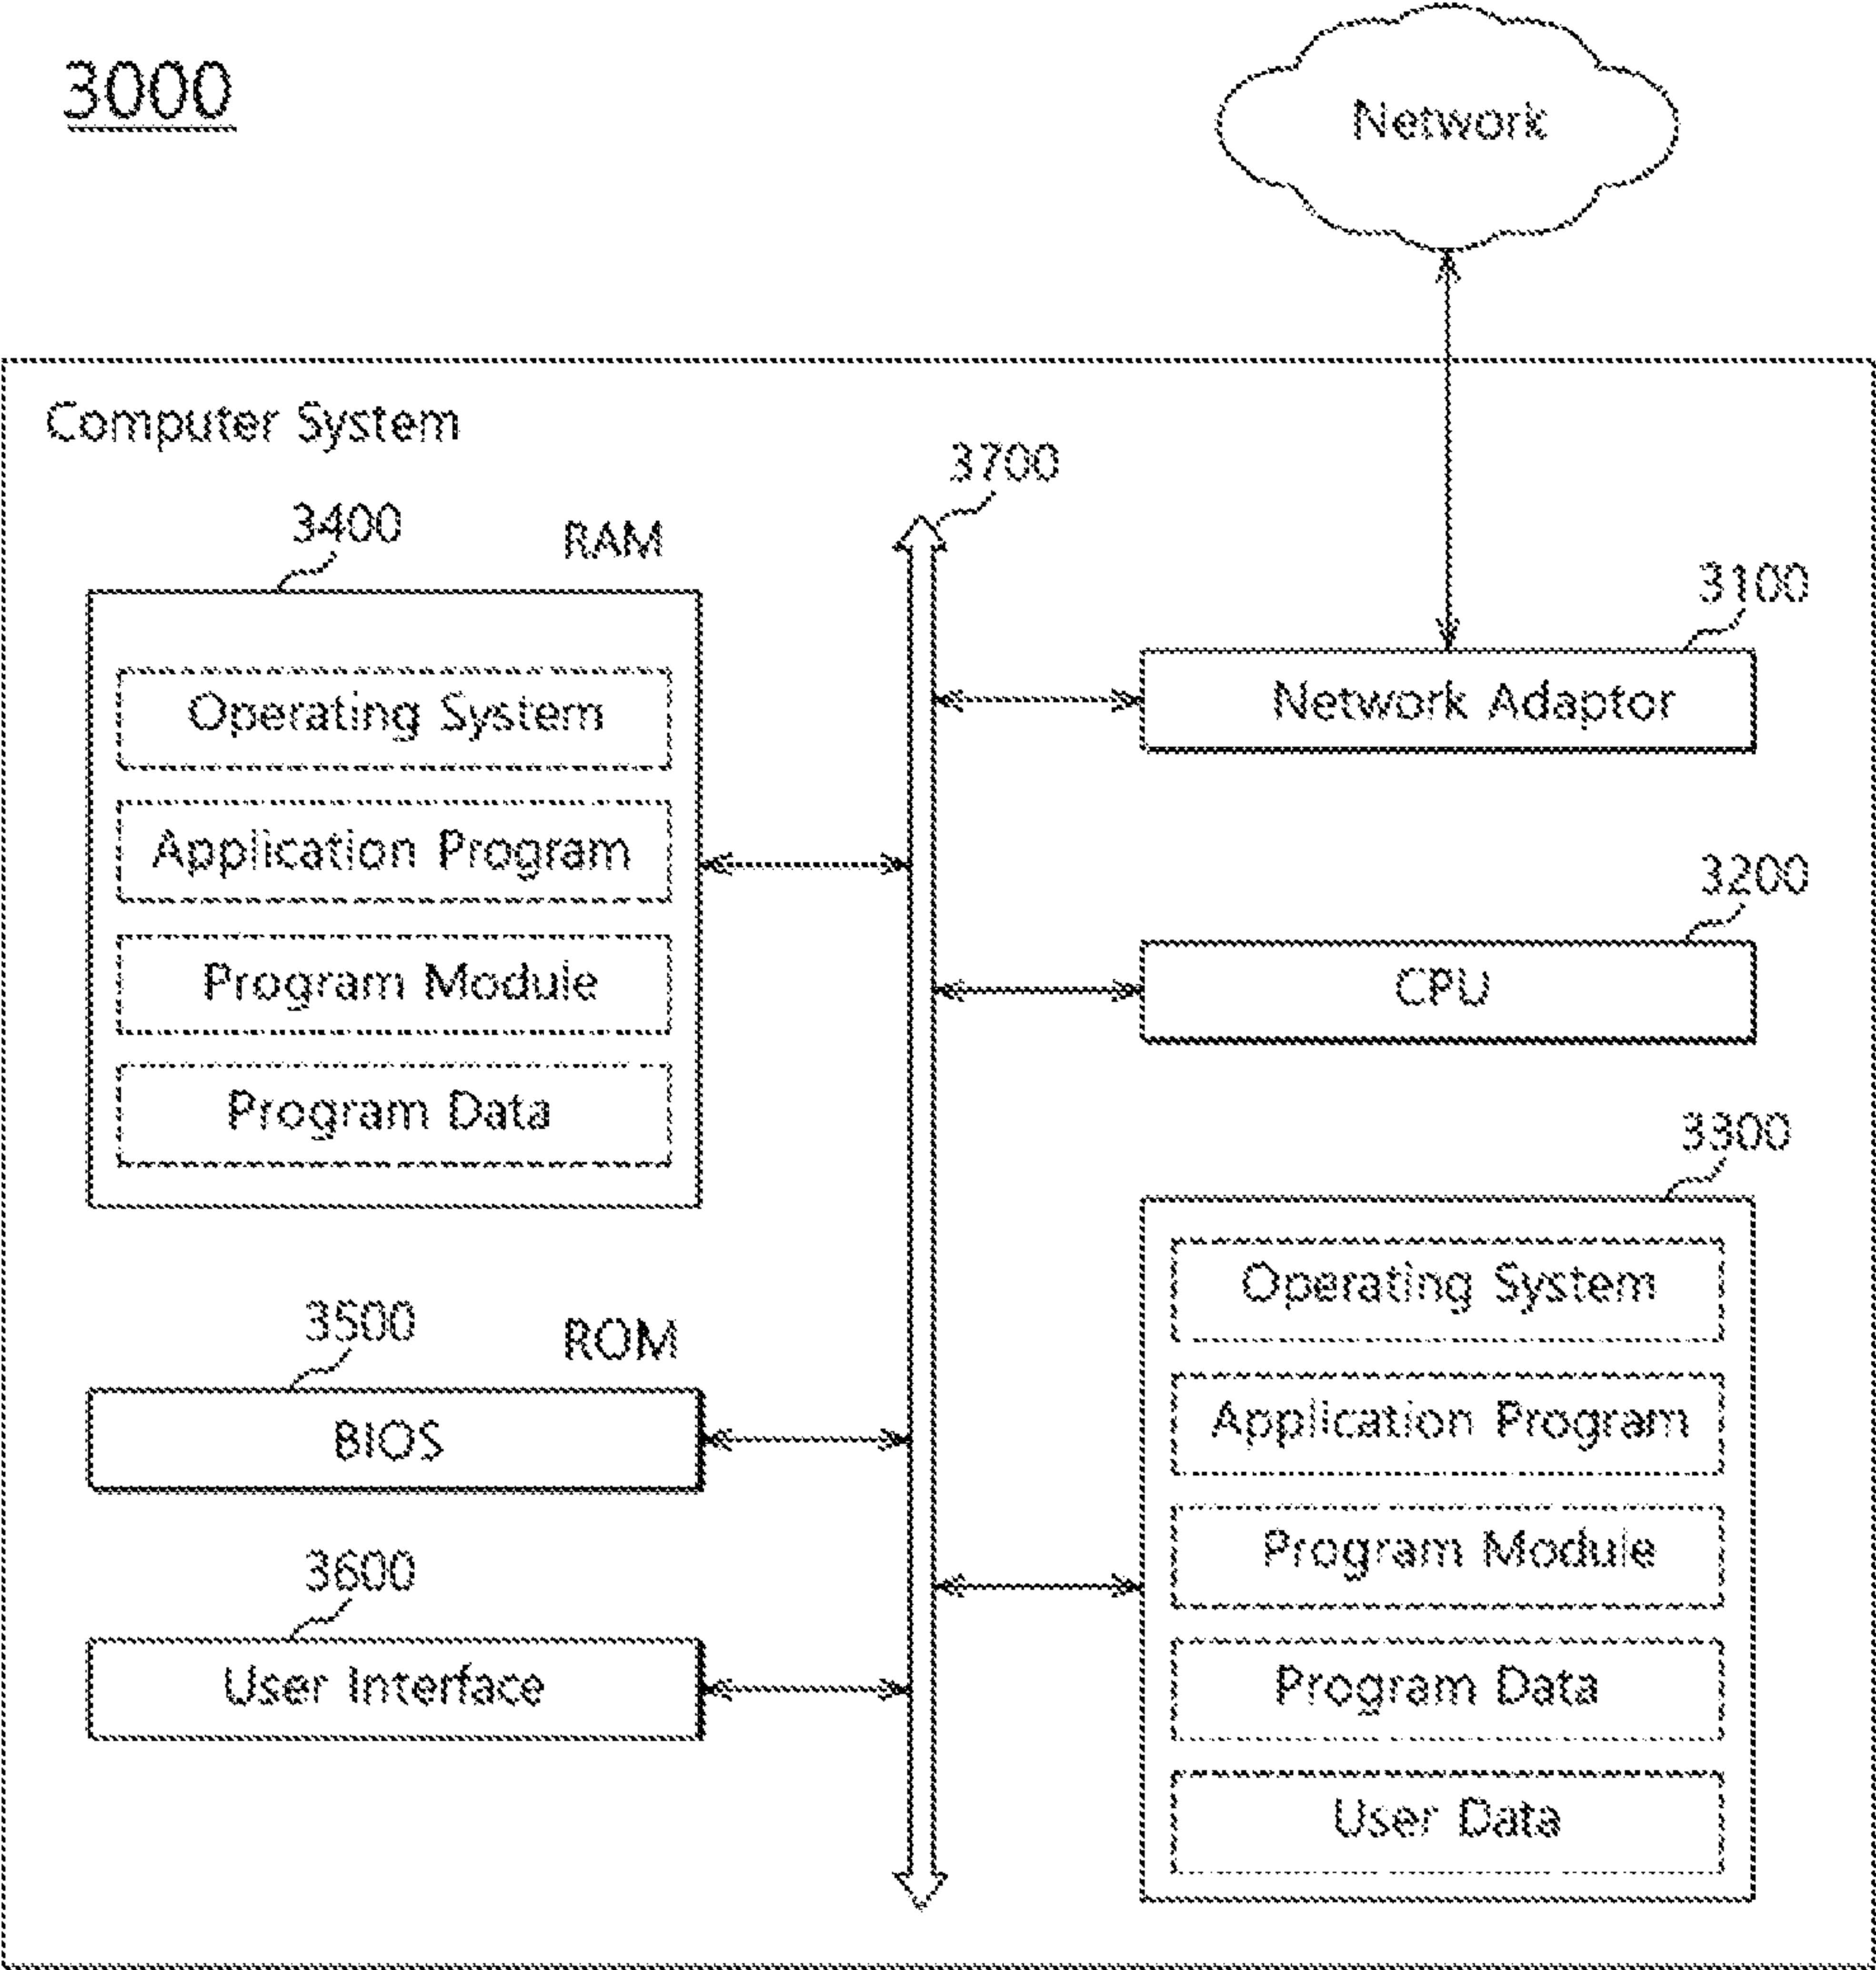 3000
Network
Computer System
3700
3400
RAM
3100
Operating System
Network Adaptor
Application Program
3200
Program Module
CPU
Program Data
3300
Operating System
3500
ROM
Application Program
BIOS
Program Module
3600
User Interface
Program Data
User Data